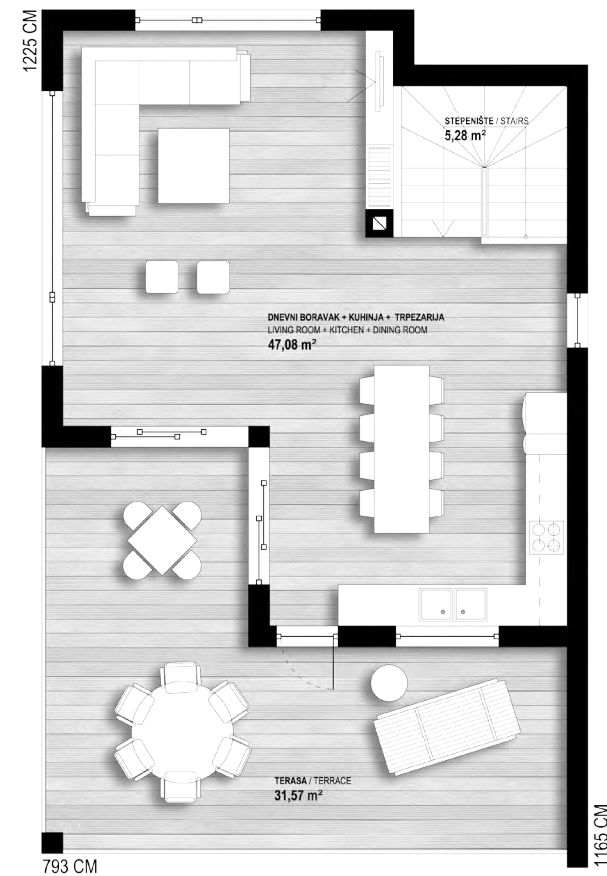 1225 CM
STEPENIŠTE / STAIRS
5,28 m²
DNEVNI BORAVAK + KUHINJA + TRPEZARIJA
LIVING ROOM + KITCHEN + DINING ROOM
47,08 m²
TERASA / TERRACE
31,57 m²
793 CM
1165 CM